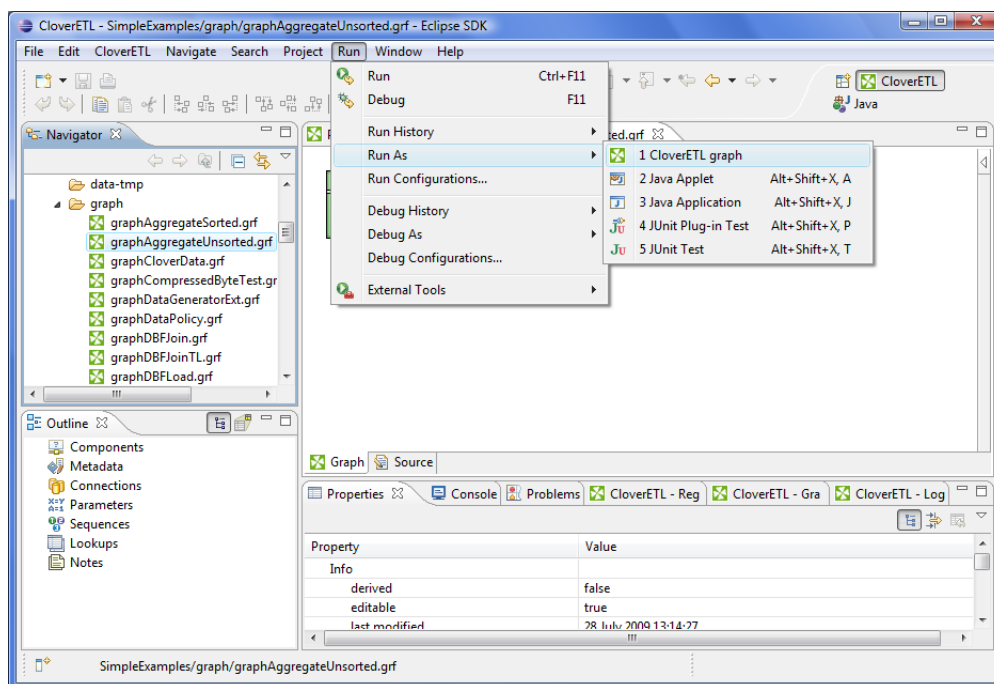 CloverETL - SimpleExamples/graph/graphAggregateUnsorted.grf - Eclipse SDK
File Edit CloverETL Navigate Search Project Run Window Help
Run Ctrl+F11
Debug F11
Run History
Run As
Run Configurations...
Debug History
Debug As
Debug Configurations...
External Tools
1 CloverETL graph
2 Java Applet Alt+Shift+X, A
3 Java Application Alt+Shift+X, J
4 JUnit Plug-in Test Alt+Shift+X, P
5 JUnit Test Alt+Shift+X, T
CloverETL
Java
Navigator
data-tmp
graph
graphAggregateSorted.grf
graphAggregateUnsorted.grf
graphCloverData.grf
graphCompressedByteTest.gr
graphDataGeneratorExt.grf
graphDataPolicy.grf
graphDBFJoin.grf
graphDBFJoinTL.grf
graphDBFLoad.grf
Outline
Components
Metadata
Connections
Parameters
Sequences
Lookups
Notes
Graph Source
Properties Console Problems CloverETL - Reg CloverETL - Gra CloverETL - Log
Property Value
Info
derived false
editable true
last modified 28 July 2009 13:14:27
SimpleExamples/graph/graphAggregateUnsorted.grf